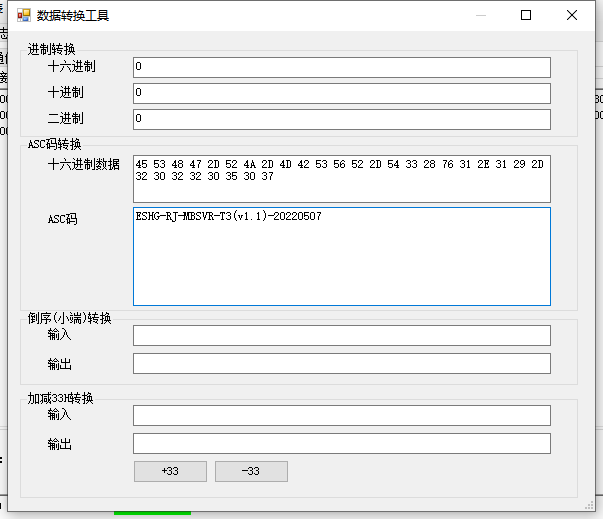 数据转换工具
进制转换
十六进制 0
十进制 0
二进制 0
ASC码转换
十六进制数据 45 53 48 47 2D 52 4A 2D 4D 42 53 56 52 2D 54 33 28 76 31 2E 31 29 2D
32 30 32 32 30 35 30 37
ASC码 ESHG-RJ-MBSVR-T3(v1.1)-20220507
倒序(小端)转换
输入
输出
加减33H转换
输入
输出
+33 -33